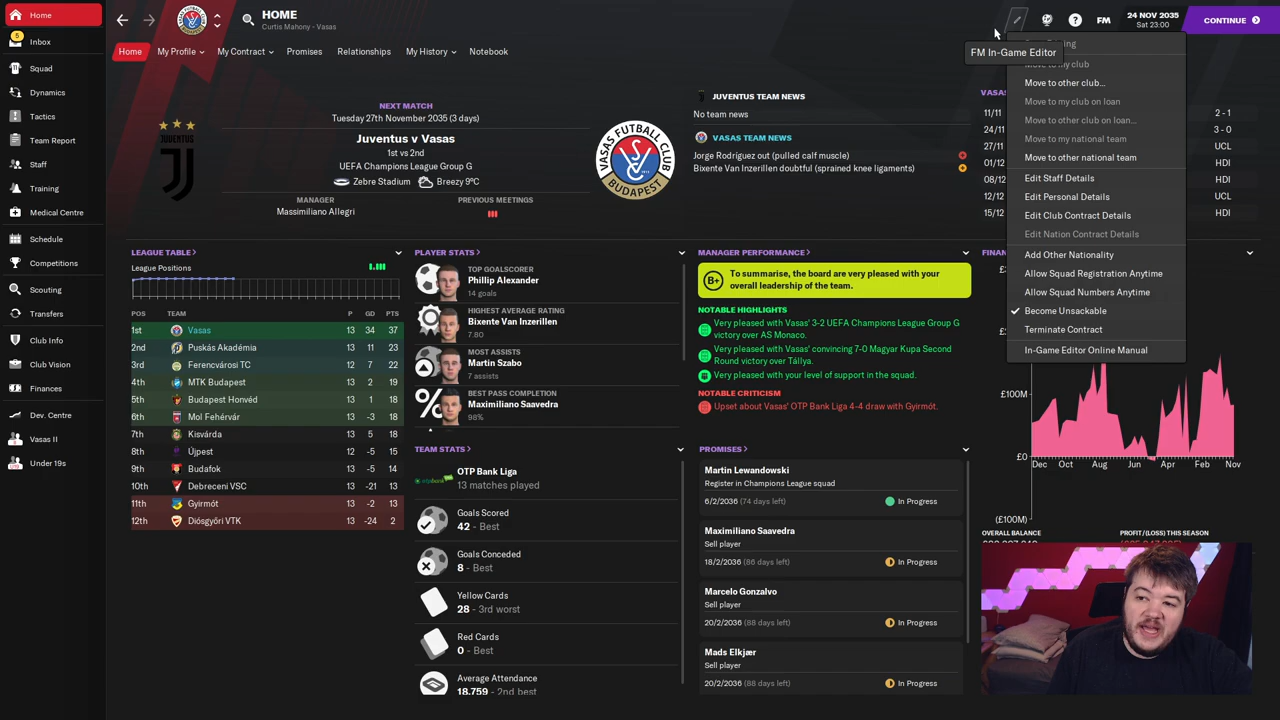 Home
5
Inbox
Squad
Dynamics
Tactics
Team Report
Staff
Training
Medical Centre
Schedule
Competitions
Scouting
Transfers
Club Info
Club Vision
Finances
Dev. Centre
Vasas II
Under 19s
HOME
Curtis Mahony - Vasas
FM
24 NOV 2035
Sat 23:00
CONTINUE
Home
My Profile
My Contract
Promises
Relationships
My History
Notebook
FM In-Game Editor
Move to my club
Move to other club...
Move to my club on loan
Move to other club on loan...
Move to my national team
Move to other national team
Edit Staff Details
Edit Personal Details
Edit Club Contract Details
Edit Nation Contract Details
Add Other Nationality
Allow Squad Registration Anytime
Allow Squad Numbers Anytime
Become Unsackable
Terminate Contract
In-Game Editor Online Manual
NEXT MATCH
Tuesday 27th November 2035 (3 days)
Juventus v Vasas
1st vs 2nd
UEFA Champions League Group G
Zebre Stadium
Breezy 9ºC
MANAGER
Massimiliano Allegri
PREVIOUS MEETINGS
JUVENTUS
VASAS FUTBALL CLUB
BUDAPEST
JUVENTUS TEAM NEWS
No team news
VASAS TEAM NEWS
Jorge Rodríguez out (pulled calf muscle)
Bixente Van Inzerillen doubtful (sprained knee ligaments)
VASAS
11/11
2 - 1
24/11
3 - 0
27/11
UCL
01/12
HDI
08/12
HDI
12/12
UCL
15/12
HDI
LEAGUE TABLE
League Positions
POS TEAM P GD PTS
1st Vasas 13 34 37
2nd Puskás Akadémia 13 11 23
3rd Ferencvárosi TC 12 7 22
4th MTK Budapest 13 2 19
5th Budapest Honvéd 13 1 18
6th Mol Fehérvár 13 -3 18
7th Kisvárda 13 5 18
8th Újpest 12 -5 15
9th Budafok 13 -5 14
10th Debreceni VSC 13 -21 13
11th Gyirmót 13 -2 13
12th Diósgyőri VTK 13 -24 2
PLAYER STATS
TOP GOALSCORER
Phillip Alexander
14 goals
HIGHEST AVERAGE RATING
Bixente Van Inzerillen
7.80
MOST ASSISTS
Martin Szabo
7 assists
BEST PASS COMPLETION
Maximiliano Saavedra
98%
TEAM STATS
OTP Bank Liga
13 matches played
Goals Scored
42 - Best
Goals Conceded
8 - Best
Yellow Cards
28 - 3rd worst
Red Cards
0 - Best
Average Attendance
18,759 - 2nd best
MANAGER PERFORMANCE
B+
To summarise, the board are very pleased with your
overall leadership of the team.
NOTABLE HIGHLIGHTS
Very pleased with Vasas' 3-2 UEFA Champions League Group G
victory over AS Monaco.
Very pleased with Vasas' convincing 7-0 Magyar Kupa Second
Round victory over Tállya.
Very pleased with your level of support in the squad.
NOTABLE CRITICISM
Upset about Vasas' OTP Bank Liga 4-4 draw with Gyirmót.
PROMISES
Martin Lewandowski
Register in Champions League squad
6/2/2036 (74 days left)
In Progress
Maximiliano Saavedra
Sell player
18/2/2036 (86 days left)
In Progress
Marcelo Gonzalvo
Sell player
20/2/2036 (88 days left)
In Progress
Mads Elkjær
Sell player
20/2/2036 (88 days left)
In Progress
£100M
£0
(£100M)
Dec Oct Aug Jun Apr Feb Nov
OVERALL BALANCE
PROFIT/(LOSS) THIS SEASON